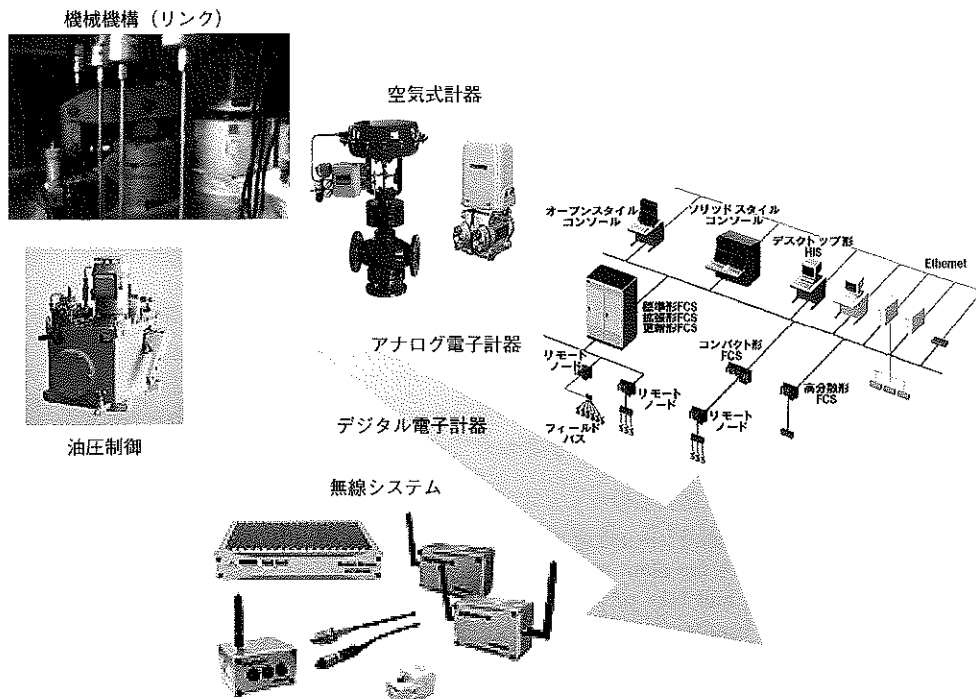 機械機構（リンク）
空気式計器
オープンスタイル
コンソール
ソリッドスタイル
コンソール
デスクトップ形
HIS
Ethernet
標準形FCS
拡張形FCS
更新形FCS
アナログ電子計器
リモート
ノード
コンパクト形
FCS
リモート
ノード
高分散形
FCS
デジタル電子計器
フィールド
バス
リモート
ノード
油圧制御
無線システム